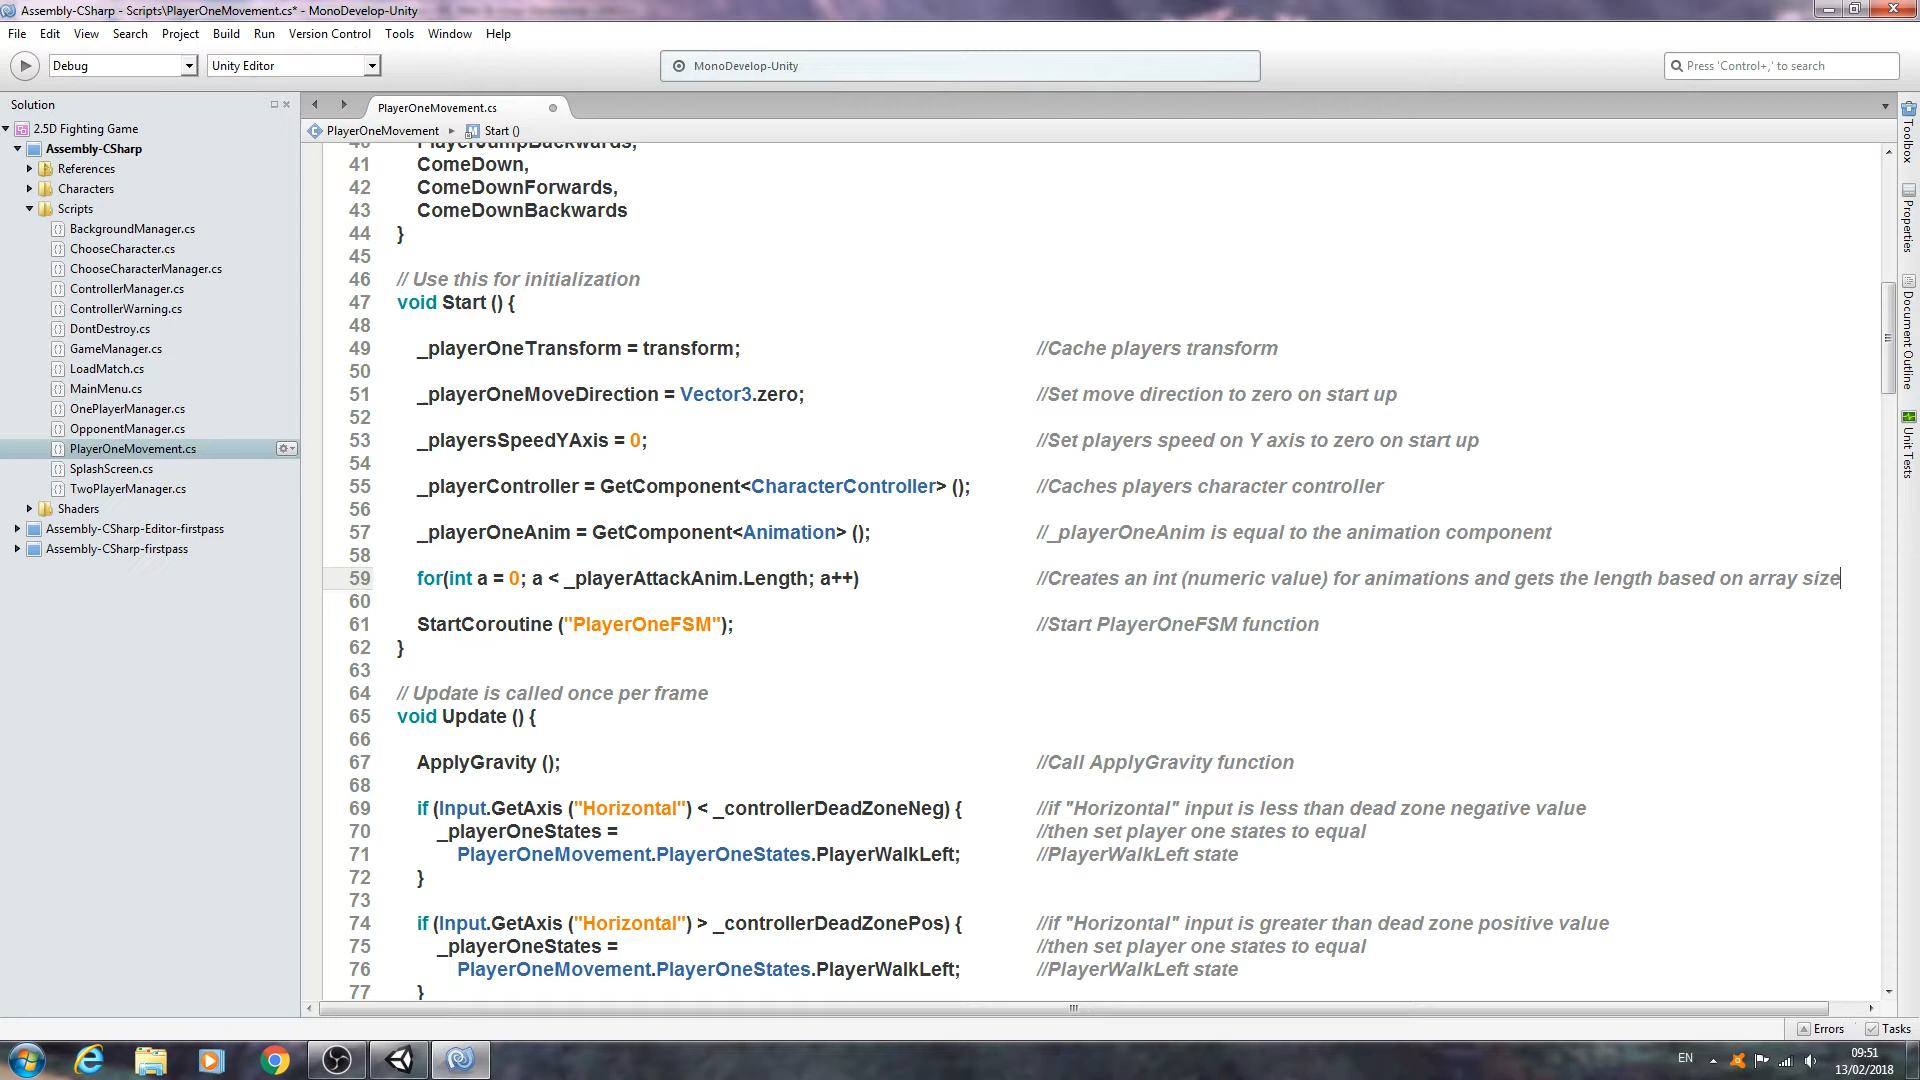 Assembly-CSharp - Scripts\PlayerOneMovement.cs* - MonoDevelop-Unity
File Edit View Search Project Build Run Version Control Tools Window Help
Debug Unity Editor MonoDevelop-Unity Press 'Control+,' to search
Solution
2.5D Fighting Game
Assembly-CSharp
References
Characters
Scripts
BackgroundManager.cs
ChooseCharacter.cs
ChooseCharacterManager.cs
ControllerManager.cs
ControllerWarning.cs
DontDestroy.cs
GameManager.cs
LoadMatch.cs
MainMenu.cs
OnePlayerManager.cs
OpponentManager.cs
PlayerOneMovement.cs
SplashScreen.cs
TwoPlayerManager.cs
Shaders
Assembly-CSharp-Editor-firstpass
Assembly-CSharp-firstpass
PlayerOneMovement.cs
PlayerOneMovement Start ()
40 PlayerJumpBackwards,
41 ComeDown,
42 ComeDownForwards,
43 ComeDownBackwards
44 }
45
46 // Use this for initialization
47 void Start () {
48
49 _playerOneTransform = transform; //Cache players transform
50
51 _playerOneMoveDirection = Vector3.zero; //Set move direction to zero on start up
52
53 _playersSpeedYAxis = 0; //Set players speed on Y axis to zero on start up
54
55 _playerController = GetComponent<CharacterController> (); //Caches players character controller
56
57 _playerOneAnim = GetComponent<Animation> (); //_playerOneAnim is equal to the animation component
58
59 for(int a = 0; a < _playerAttackAnim.Length; a++) //Creates an int (numeric value) for animations and gets the length based on array size
60
61 StartCoroutine ("PlayerOneFSM"); //Start PlayerOneFSM function
62 }
63
64 // Update is called once per frame
65 void Update () {
66
67 ApplyGravity (); //Call ApplyGravity function
68
69 if (Input.GetAxis ("Horizontal") < _controllerDeadZoneNeg) { //if "Horizontal" input is less than dead zone negative value
70 _playerOneStates = //then set player one states to equal
71 PlayerOneMovement.PlayerOneStates.PlayerWalkLeft; //PlayerWalkLeft state
72 }
73
74 if (Input.GetAxis ("Horizontal") > _controllerDeadZonePos) { //if "Horizontal" input is greater than dead zone positive value
75 _playerOneStates = //then set player one states to equal
76 PlayerOneMovement.PlayerOneStates.PlayerWalkLeft; //PlayerWalkLeft state
77 }
Toolbox
Properties
Document Outline
Unit Tests
Errors Tasks
EN
09:51
13/02/2018